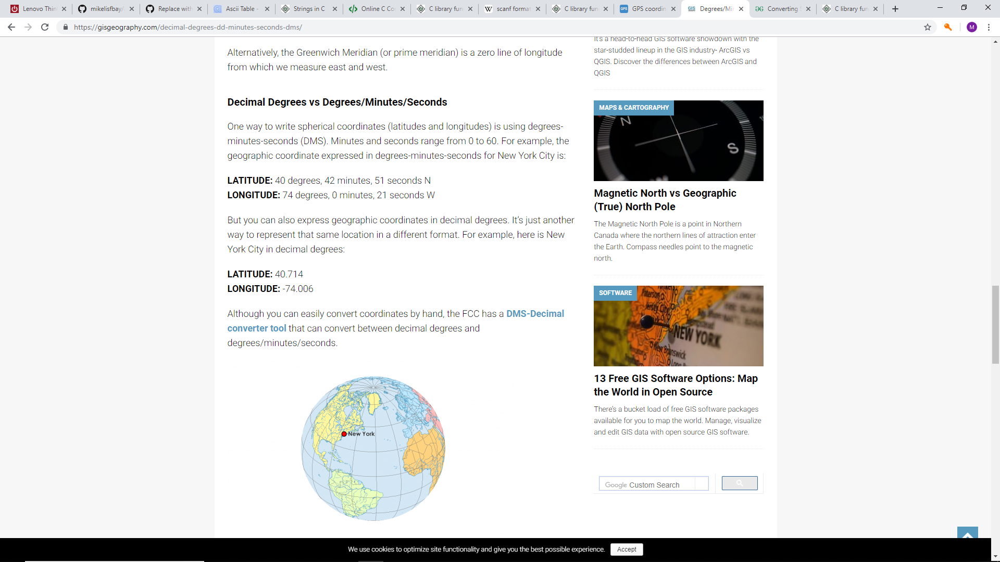 Lenovo Thin
mikelisfbay/
Replace with
Ascii Table -
Strings in C
Online C Co
C library fun
scanf format
C library fun
GPS coordin
Degrees/Min
Converting S
C library fun
M
https://gisgeography.com/decimal-degrees-dd-minutes-seconds-dms/
Alternatively, the Greenwich Meridian (or prime meridian) is a zero line of longitude
from which we measure east and west.
Decimal Degrees vs Degrees/Minutes/Seconds
One way to write spherical coordinates (latitudes and longitudes) is using degrees-
minutes-seconds (DMS). Minutes and seconds range from 0 to 60. For example, the
geographic coordinate expressed in degrees-minutes-seconds for New York City is:
LATITUDE: 40 degrees, 42 minutes, 51 seconds N
LONGITUDE: 74 degrees, 0 minutes, 21 seconds W
But you can also express geographic coordinates in decimal degrees. It’s just another
way to represent that same location in a different format. For example, here is New
York City in decimal degrees:
LATITUDE: 40.714
LONGITUDE: -74.006
Although you can easily convert coordinates by hand, the FCC has a DMS-Decimal
converter tool that can convert between decimal degrees and
degrees/minutes/seconds.
New York
It's a head-to-head GIS software showdown with the
star-studded lineup in the GIS industry- ArcGIS vs
QGIS. Discover the differences between ArcGIS and
QGIS
MAPS & CARTOGRAPHY
N
S
Magnetic North vs Geographic
(True) North Pole
The Magnetic North Pole is a point in Northern
Canada where the northern lines of attraction enter
the Earth. Compass needles point to the magnetic
north.
SOFTWARE
Paterson
Jersey City
NEW YORK
New Brunswick
13 Free GIS Software Options: Map
the World in Open Source
There’s a bucket load of free GIS software packages
available for you to map the world. Manage, visualize
and edit GIS data with open source GIS software.
Google Custom Search
We use cookies to optimize site functionality and give you the best possible experience.
Accept